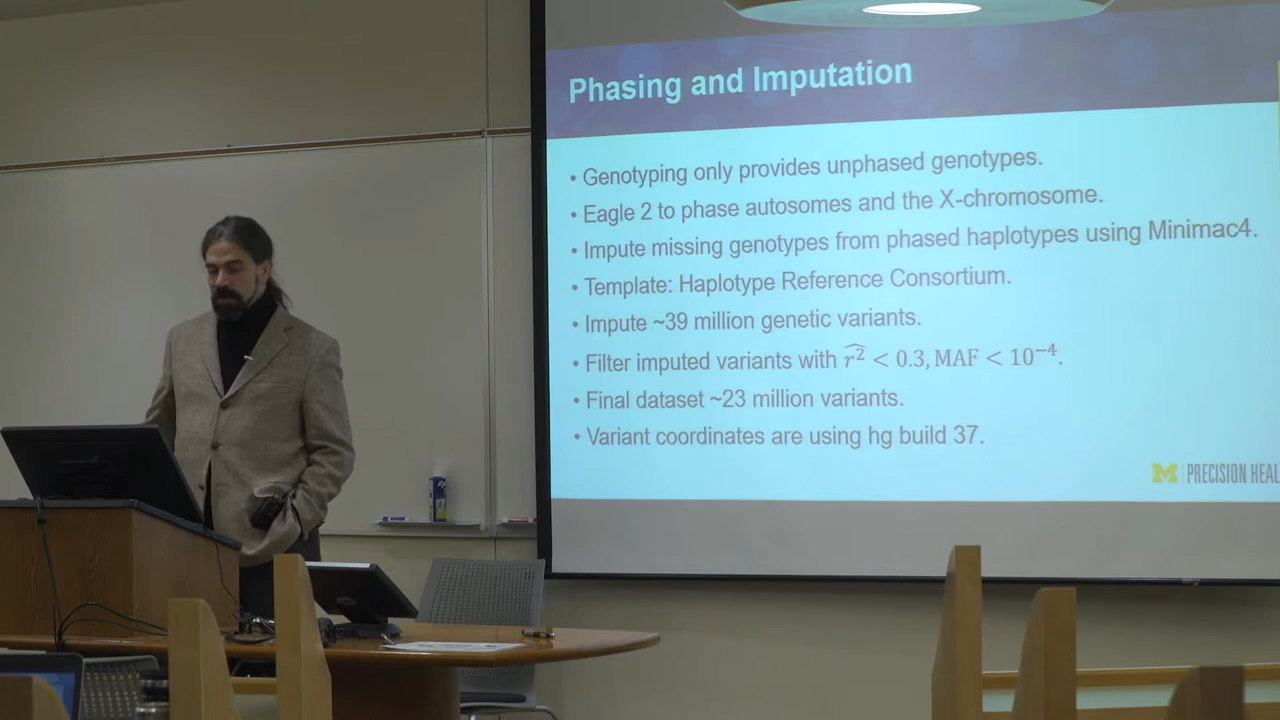 Phasing and Imputation
• Genotyping only provides unphased genotypes.
• Eagle 2 to phase autosomes and the X-chromosome.
• Impute missing genotypes from phased haplotypes using Minimac4.
• Template: Haplotype Reference Consortium.
• Impute ~39 million genetic variants.
• Filter imputed variants with $\widehat{r^2} < 0.3, \mathrm{MAF} < 10^{-4}$.
• Final dataset ~23 million variants.
• Variant coordinates are using hg build 37.
M | PRECISION HEAL